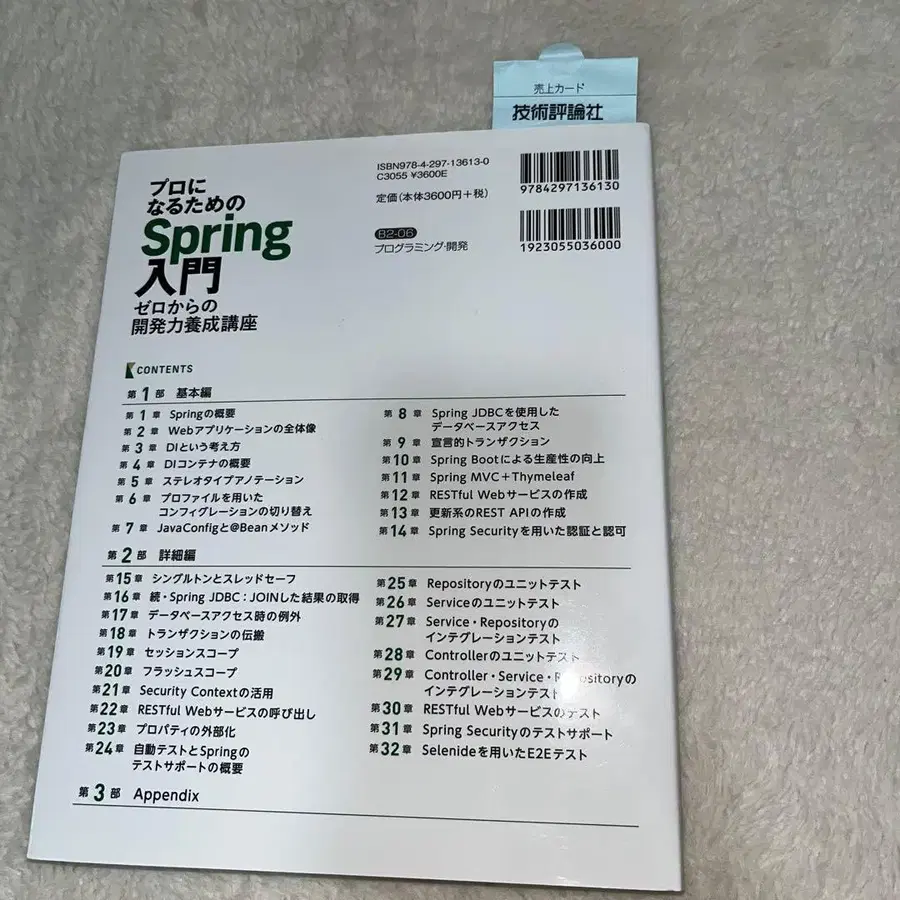 売上カード
技術評論社
プロに
なるための
Spring
入門
ゼロからの
開発力養成講座
ISBN978-4-297-13613-0
C3055 ¥3600E
定価(本体3600円+税)
B2-06
プログラミング・開発
9784297136130
1923055036000
CONTENTS
第1部 基本編
第1章 Springの概要
第2章 Webアプリケーションの全体像
第3章 DIという考え方
第4章 DIコンテナの概要
第5章 ステレオタイプアノテーション
第6章 プロファイルを用いた
コンフィグレーションの切り替え
第7章 JavaConfigと@Beanメソッド
第8章 Spring JDBCを使用した
データベースアクセス
第9章 宣言的トランザクション
第10章 Spring Bootによる生産性の向上
第11章 Spring MVC+Thymeleaf
第12章 RESTful Webサービスの作成
第13章 更新系のREST APIの作成
第14章 Spring Securityを用いた認証と認可
第2部 詳細編
第15章 シングルトンとスレッドセーフ
第16章 続・Spring JDBC:JOINした結果の取得
第17章 データベースアクセス時の例外
第18章 トランザクションの伝搬
第19章 セッションスコープ
第20章 フラッシュスコープ
第21章 Security Contextの活用
第22章 RESTful Webサービスの呼び出し
第23章 プロパティの外部化
第24章 自動テストとSpringの
テストサポートの概要
第25章 Repositoryのユニットテスト
第26章 Serviceのユニットテスト
第27章 Service・Repositoryの
インテグレーションテスト
第28章 Controllerのユニットテスト
第29章 Controller・Service・Repositoryの
インテグレーションテスト
第30章 RESTful Webサービスのテスト
第31章 Spring Securityのテストサポート
第32章 Selenideを用いたE2Eテスト
第3部 Appendix